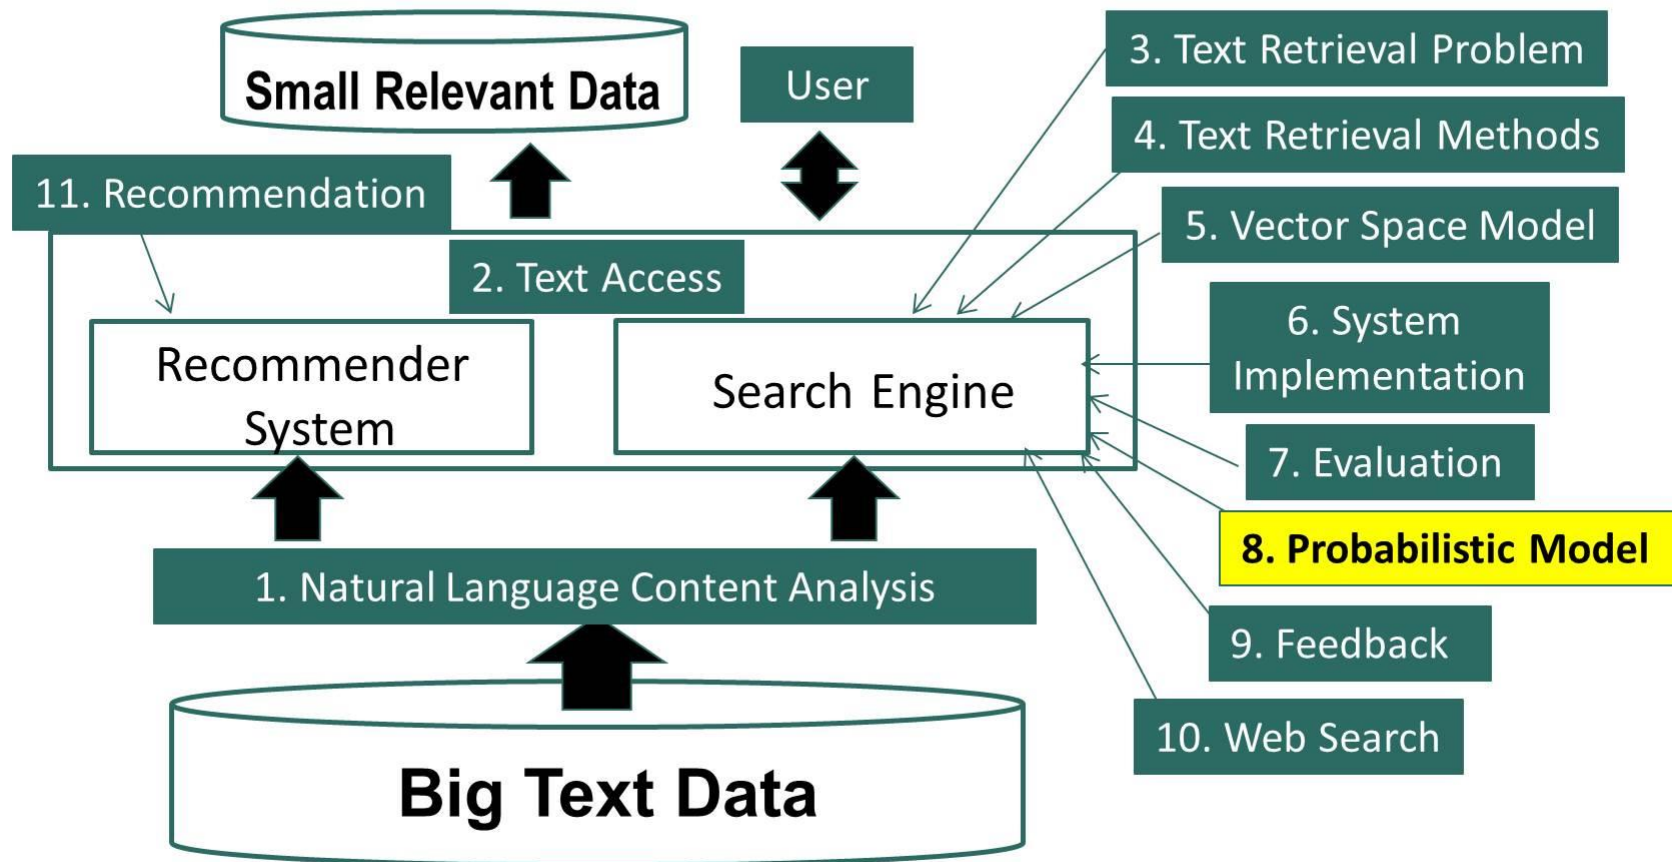 Small Relevant Data
User
3. Text Retrieval Problem
4. Text Retrieval Methods
11. Recommendation
5. Vector Space Model
2. Text Access
6. System
Implementation
Recommender
System
Search Engine
7. Evaluation
8. Probabilistic Model
1. Natural Language Content Analysis
9. Feedback
10. Web Search
Big Text Data